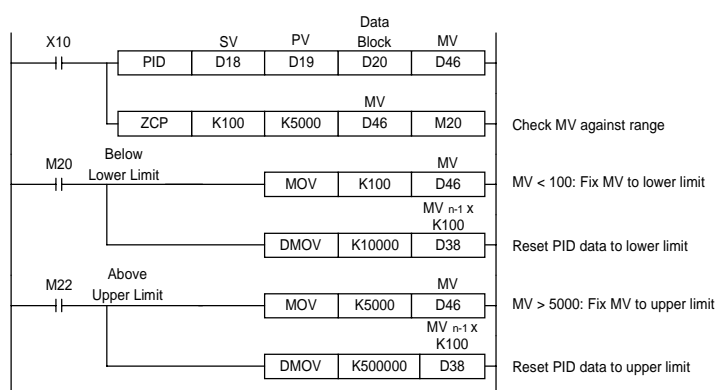 Data
X10 SV PV Block MV
PID D18 D19 D20 D46
MV
ZCP K100 K5000 D46 M20 Check MV against range
M20 Below Lower Limit MV
MOV K100 D46 MV < 100: Fix MV to lower limit
MV n-1 x
K100
DMOV K10000 D38 Reset PID data to lower limit
M22 Above Upper Limit MV
MOV K5000 D46 MV > 5000: Fix MV to upper limit
MV n-1 x
K100
DMOV K500000 D38 Reset PID data to upper limit